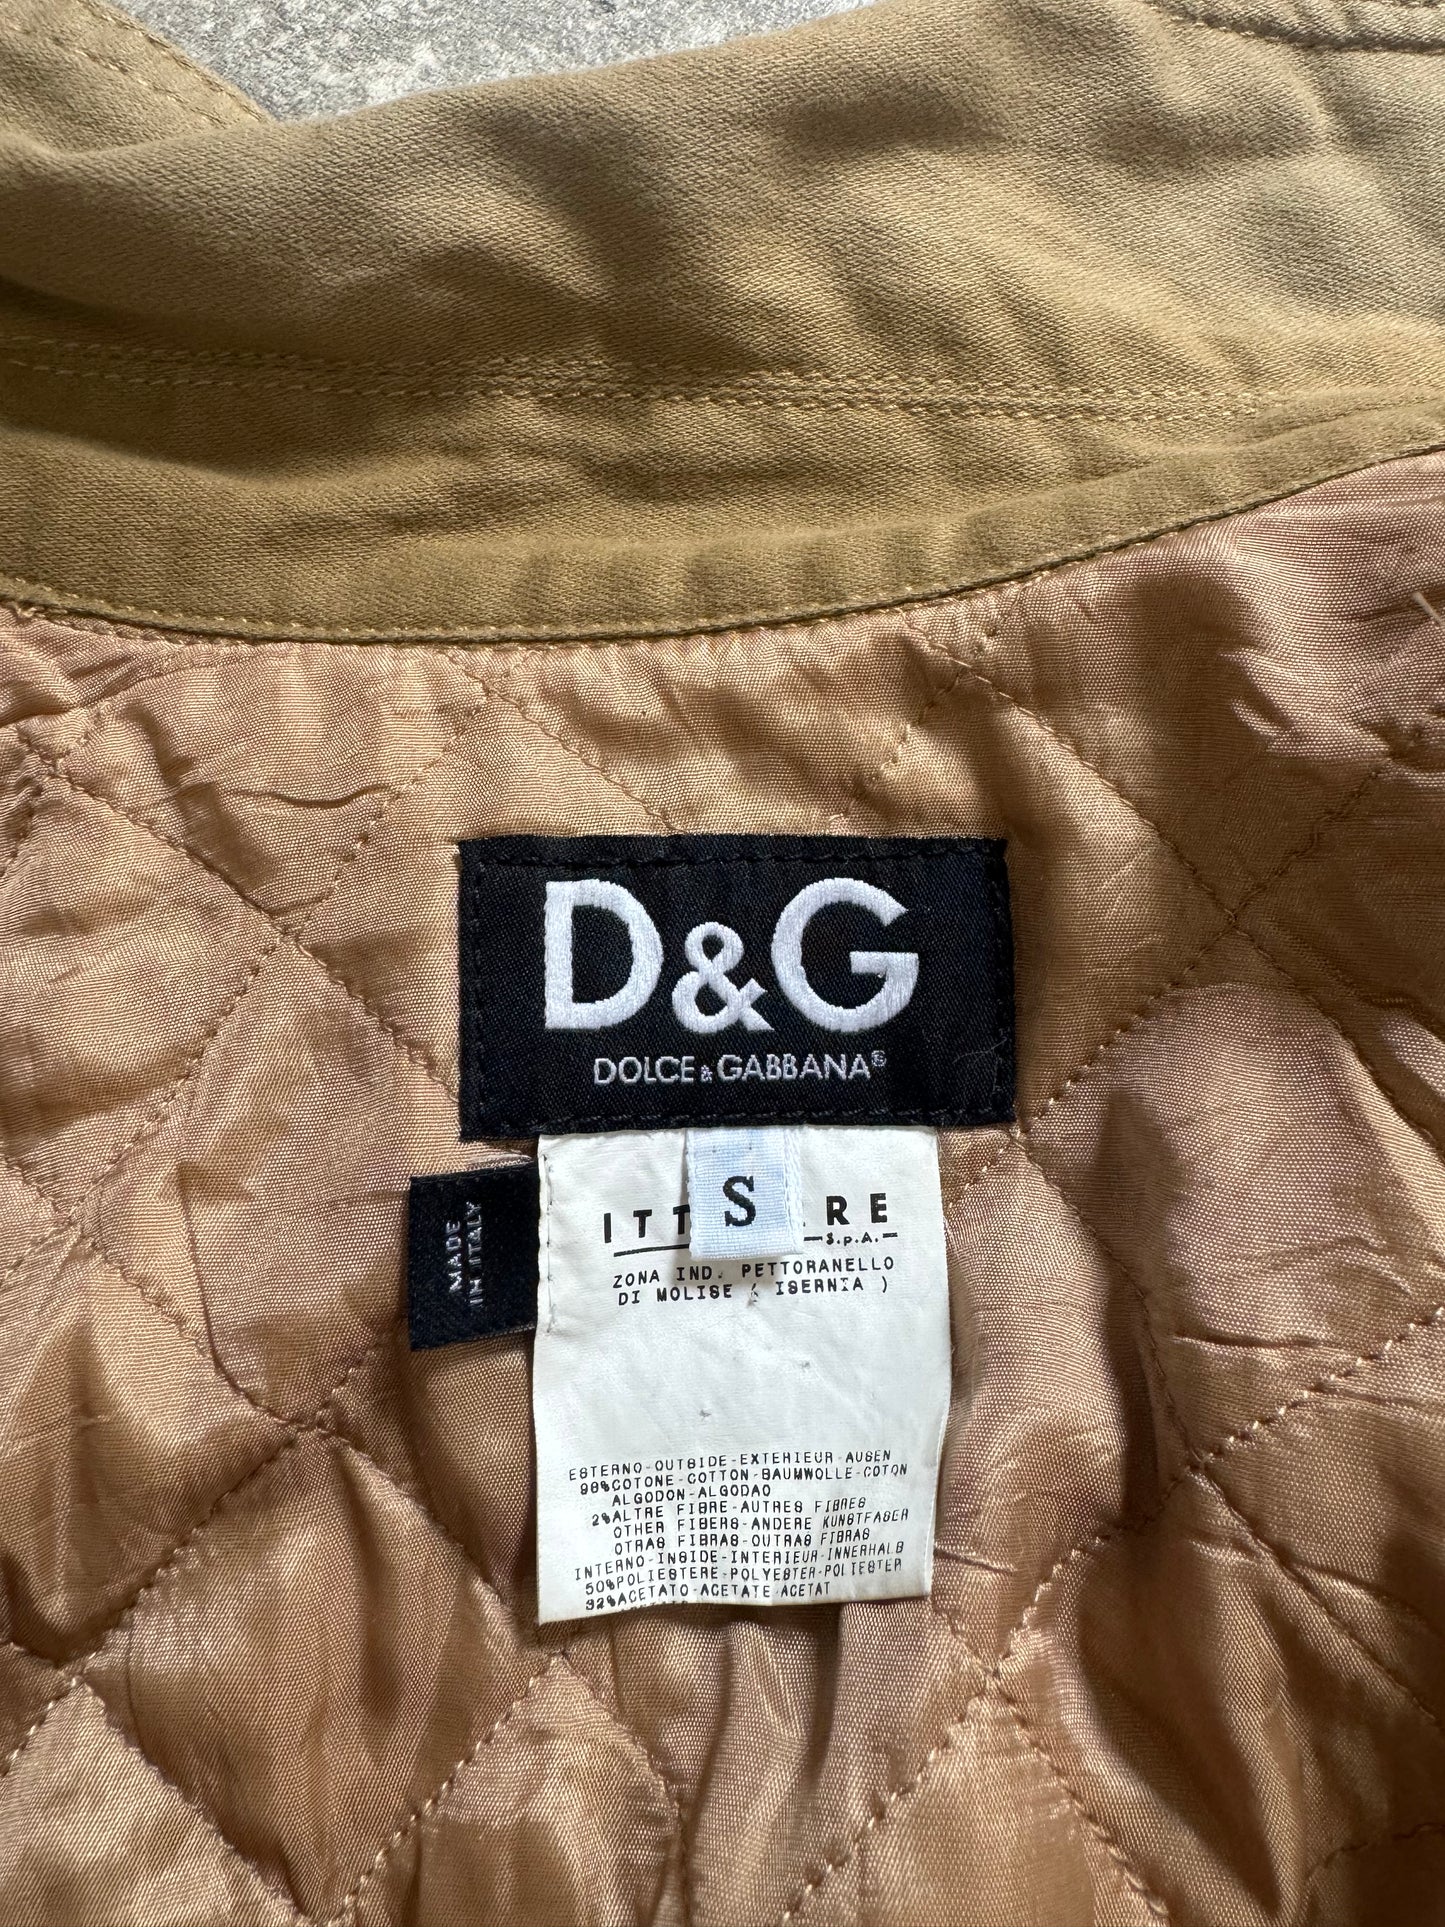 D&G
DOLCE & GABBANA®
S
MADE
IN ITALY
S.p.A.
ZONA IND. PETTORANELLO
DI MOLISE ( ISERNIA )
ESTERNO-OUTSIDE-EXTERIEUR-AUSEN
98%COTONE-COTTON-BAUMWOLLE-COTON
ALGODON-ALGODAO
2%ALTRE FIBRE-AUTRES FIBRES
OTHER FIBERS-ANDERE KUNSTFASER
OTRAS FIBRAS-OUTRAS FIBRAS
INTERNO-INSIDE-INTERIEUR-INNERHALB
50%POLIESTERE-POLYESTER-POLIESTER
32%ACETATO-ACETATE-ACETAT